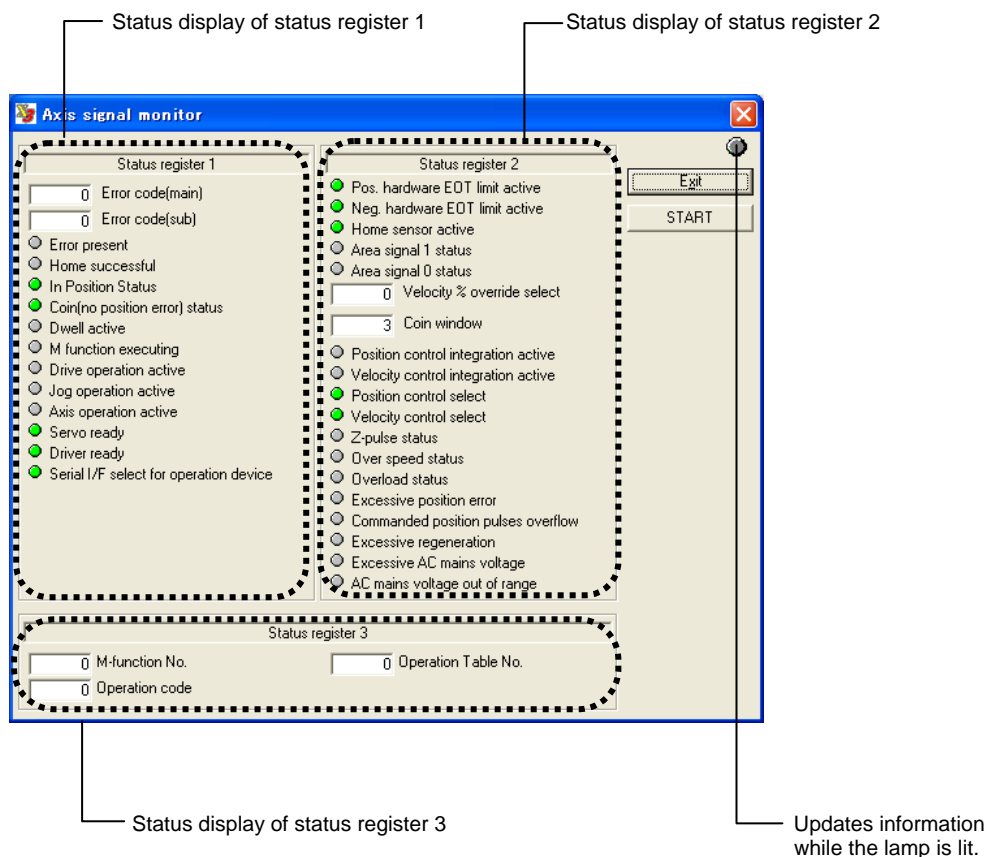 Status display of status register 1
Status display of status register 2
Axis signal monitor
Status register 1
0 Error code(main)
0 Error code(sub)
Error present
Home successful
In Position Status
Coin(no position error) status
Dwell active
M function executing
Drive operation active
Jog operation active
Axis operation active
Servo ready
Driver ready
Serial I/F select for operation device
Status register 2
Pos. hardware EOT limit active
Neg. hardware EOT limit active
Home sensor active
Area signal 1 status
Area signal 0 status
0 Velocity % override select
3 Coin window
Position control integration active
Velocity control integration active
Position control select
Velocity control select
Z-pulse status
Over speed status
Overload status
Excessive position error
Commanded position pulses overflow
Excessive regeneration
Excessive AC mains voltage
AC mains voltage out of range
Exit
START
Status register 3
0 M-function No.
0 Operation Table No.
0 Operation code
Status display of status register 3
Updates information
while the lamp is lit.